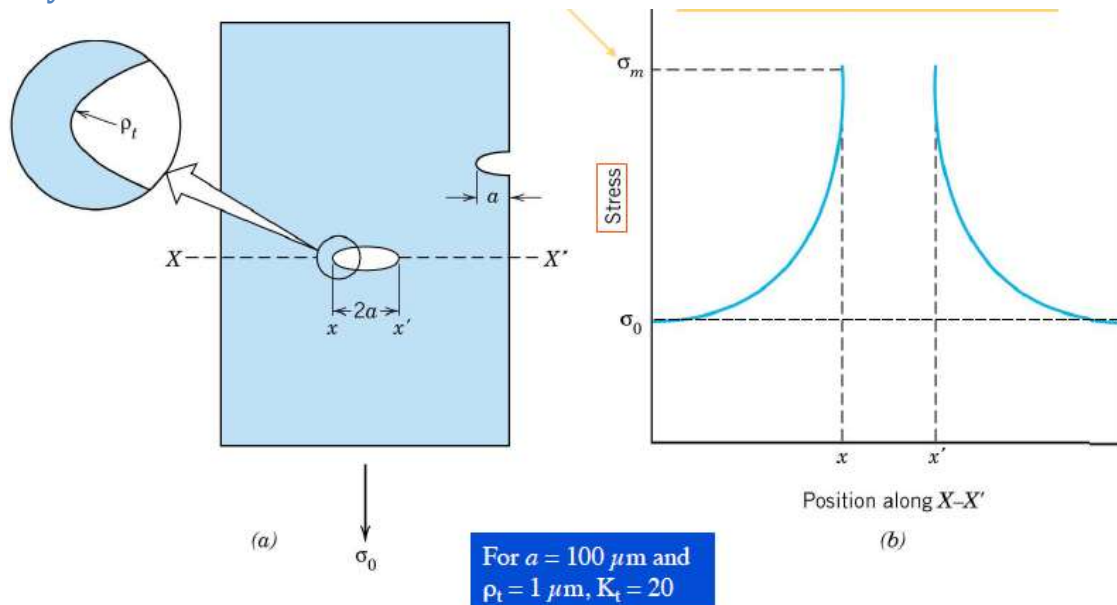 ρt
a
X
X'
2a
x
x'
(a)
σ0
σm
Stress
σ0
x
x'
Position along X–X'
(b)
For a = 100 μm and
ρt = 1 μm, Kt = 20